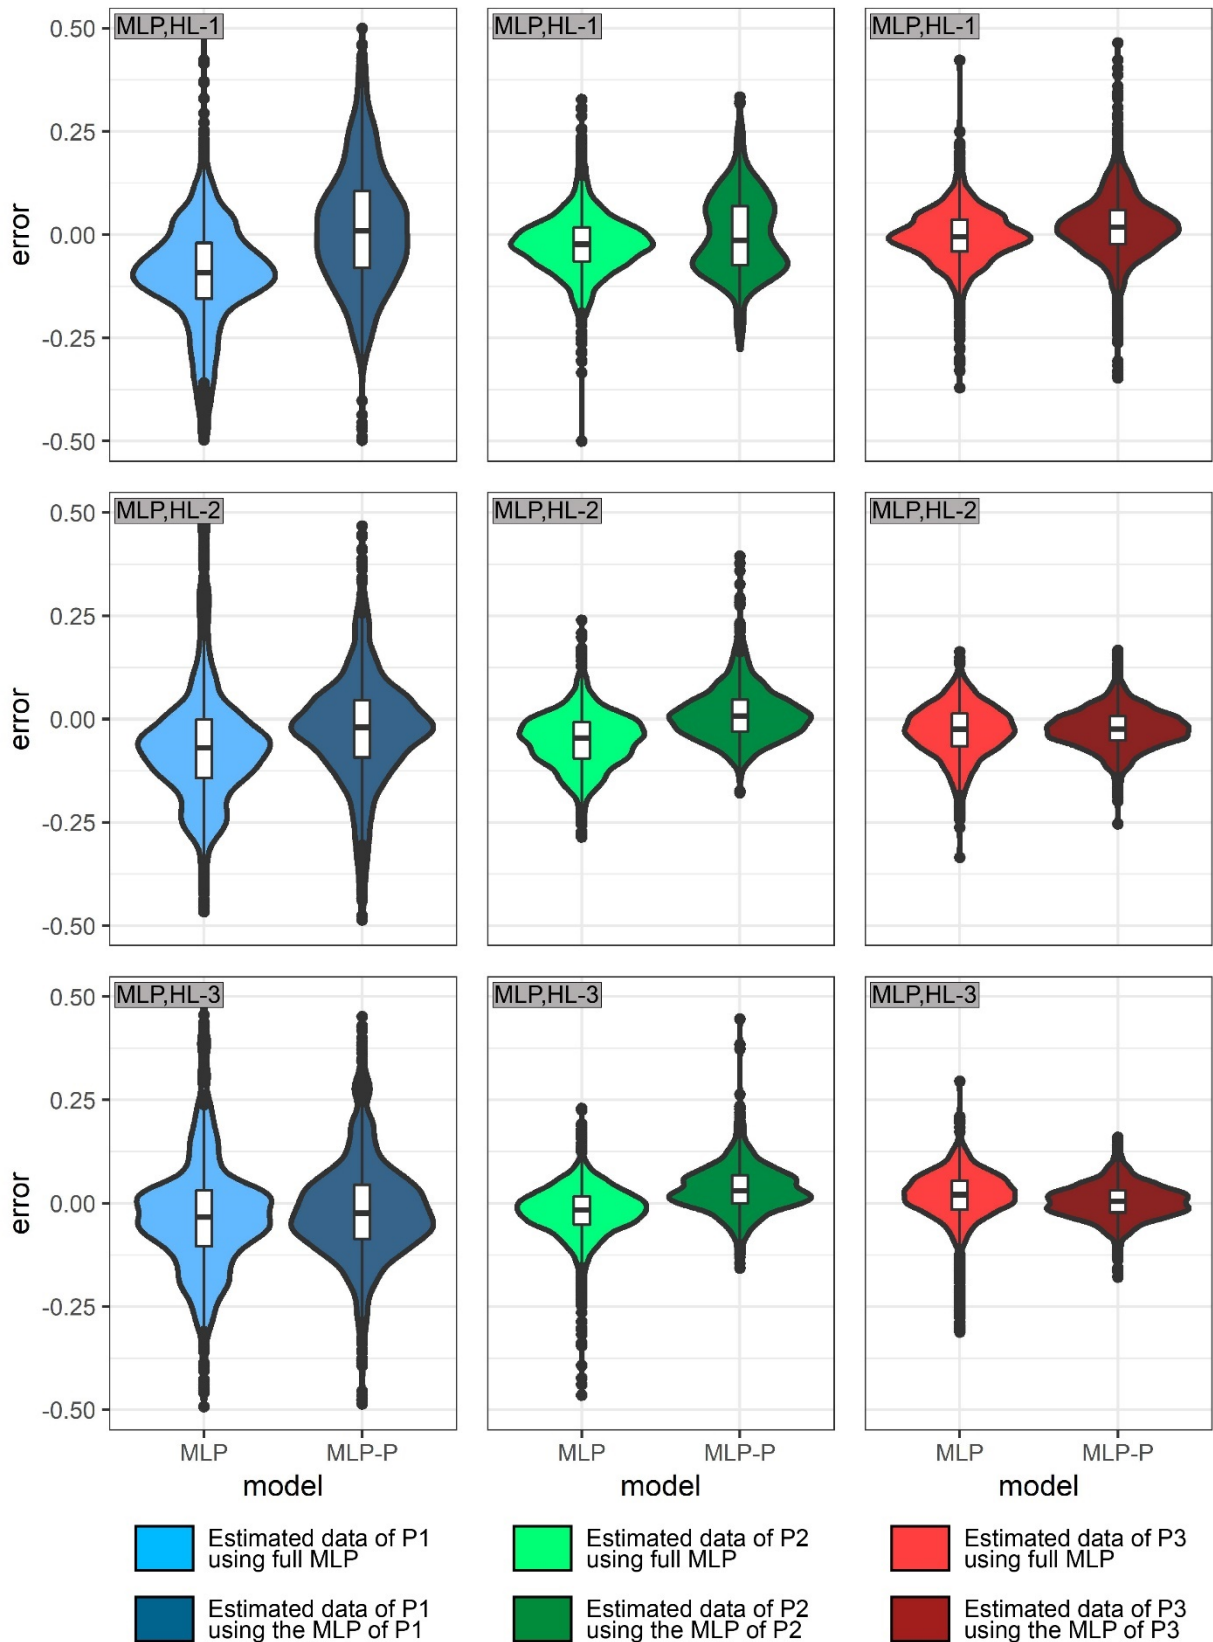 MLP,HL-1 MLP,HL-1 MLP,HL-1
0.50
0.25
0.00
-0.25
-0.50
error
MLP,HL-2 MLP,HL-2 MLP,HL-2
0.50
0.25
0.00
-0.25
-0.50
error
MLP,HL-3 MLP,HL-3 MLP,HL-3
0.50
0.25
0.00
-0.25
-0.50
error
MLP MLP-P MLP MLP-P MLP MLP-P
model model model
Estimated data of P1
using full MLP
Estimated data of P2
using full MLP
Estimated data of P3
using full MLP
Estimated data of P1
using the MLP of P1
Estimated data of P2
using the MLP of P2
Estimated data of P3
using the MLP of P3